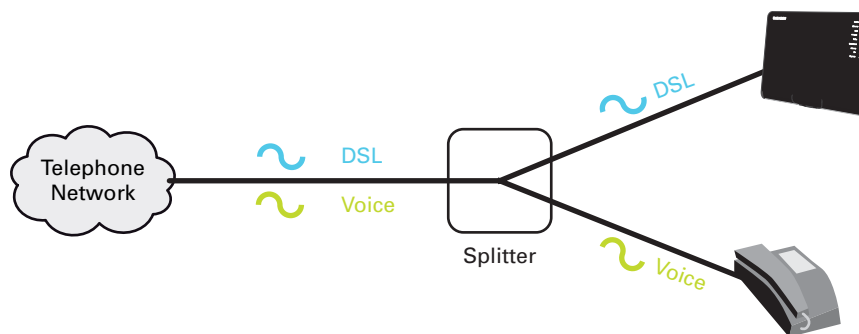 DSL
DSL
Telephone
Network
Voice
Splitter
Voice